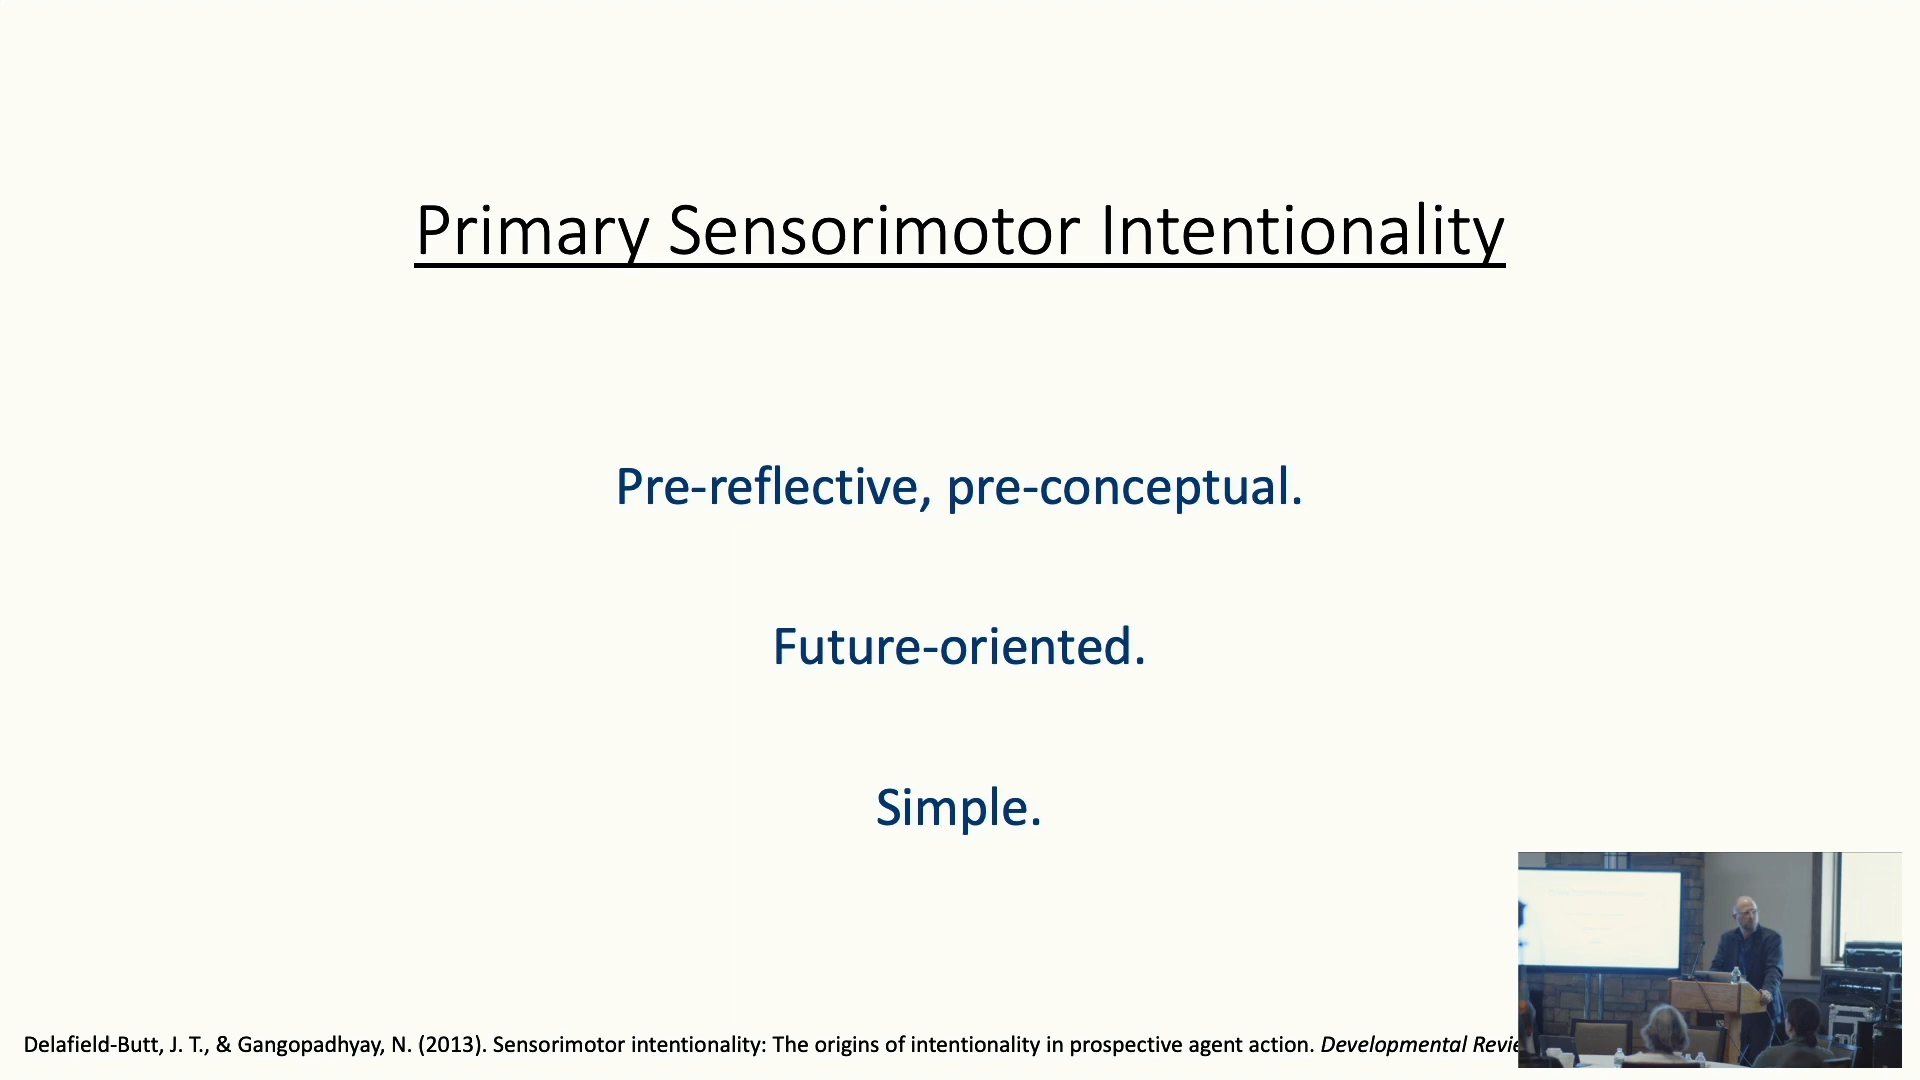 Primary Sensorimotor Intentionality
Pre-reflective, pre-conceptual.
Future-oriented.
Simple.
Delafield-Butt, J. T., & Gangopadhyay, N. (2013). Sensorimotor intentionality: The origins of intentionality in prospective agent action. Developmental